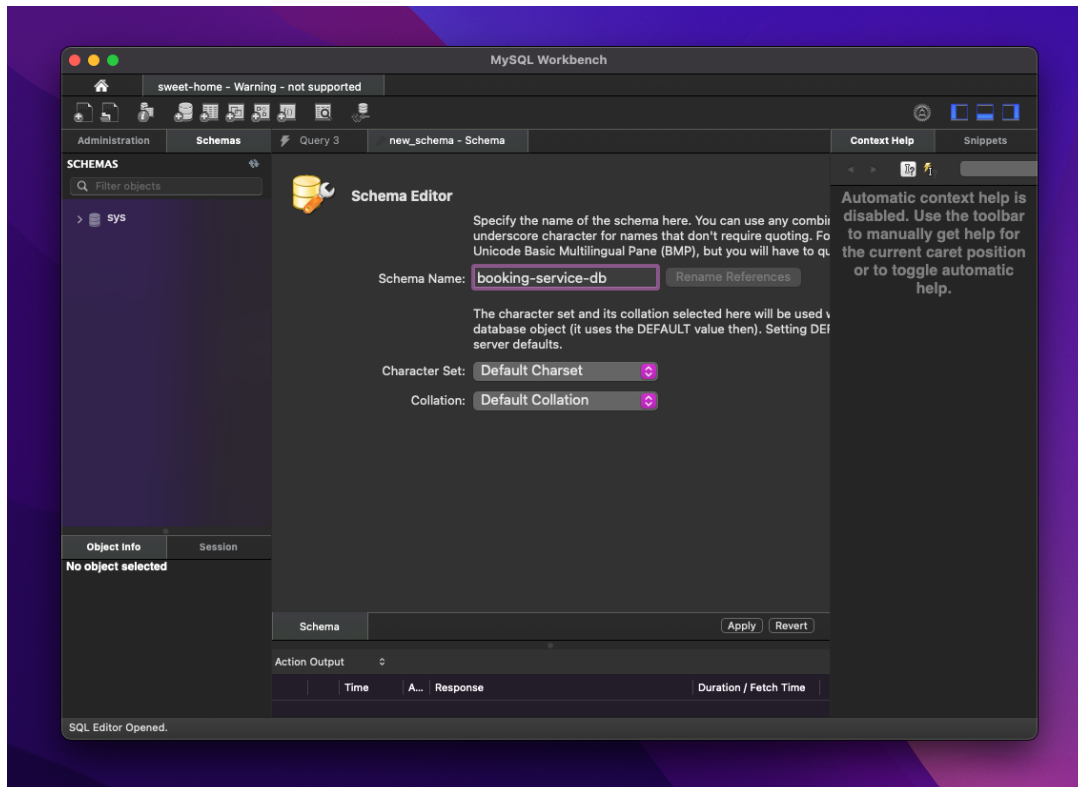 MySQL Workbench
sweet-home - Warning - not supported
Administration
Schemas
Query 3
new_schema - Schema
Context Help
Snippets
SCHEMAS
Filter objects
sys
Schema Editor
Specify the name of the schema here. You can use any combin
underscore character for names that don't require quoting. Fo
Unicode Basic Multilingual Pane (BMP), but you will have to qu
Schema Name:
booking-service-db
Rename References
The character set and its collation selected here will be used w
database object (it uses the DEFAULT value then). Setting DEF
server defaults.
Character Set:
Default Charset
Collation:
Default Collation
Automatic context help is
disabled. Use the toolbar
to manually get help for
the current caret position
or to toggle automatic
help.
Object Info
Session
No object selected
Schema
Apply
Revert
Action Output
Time
A...
Response
Duration / Fetch Time
SQL Editor Opened.